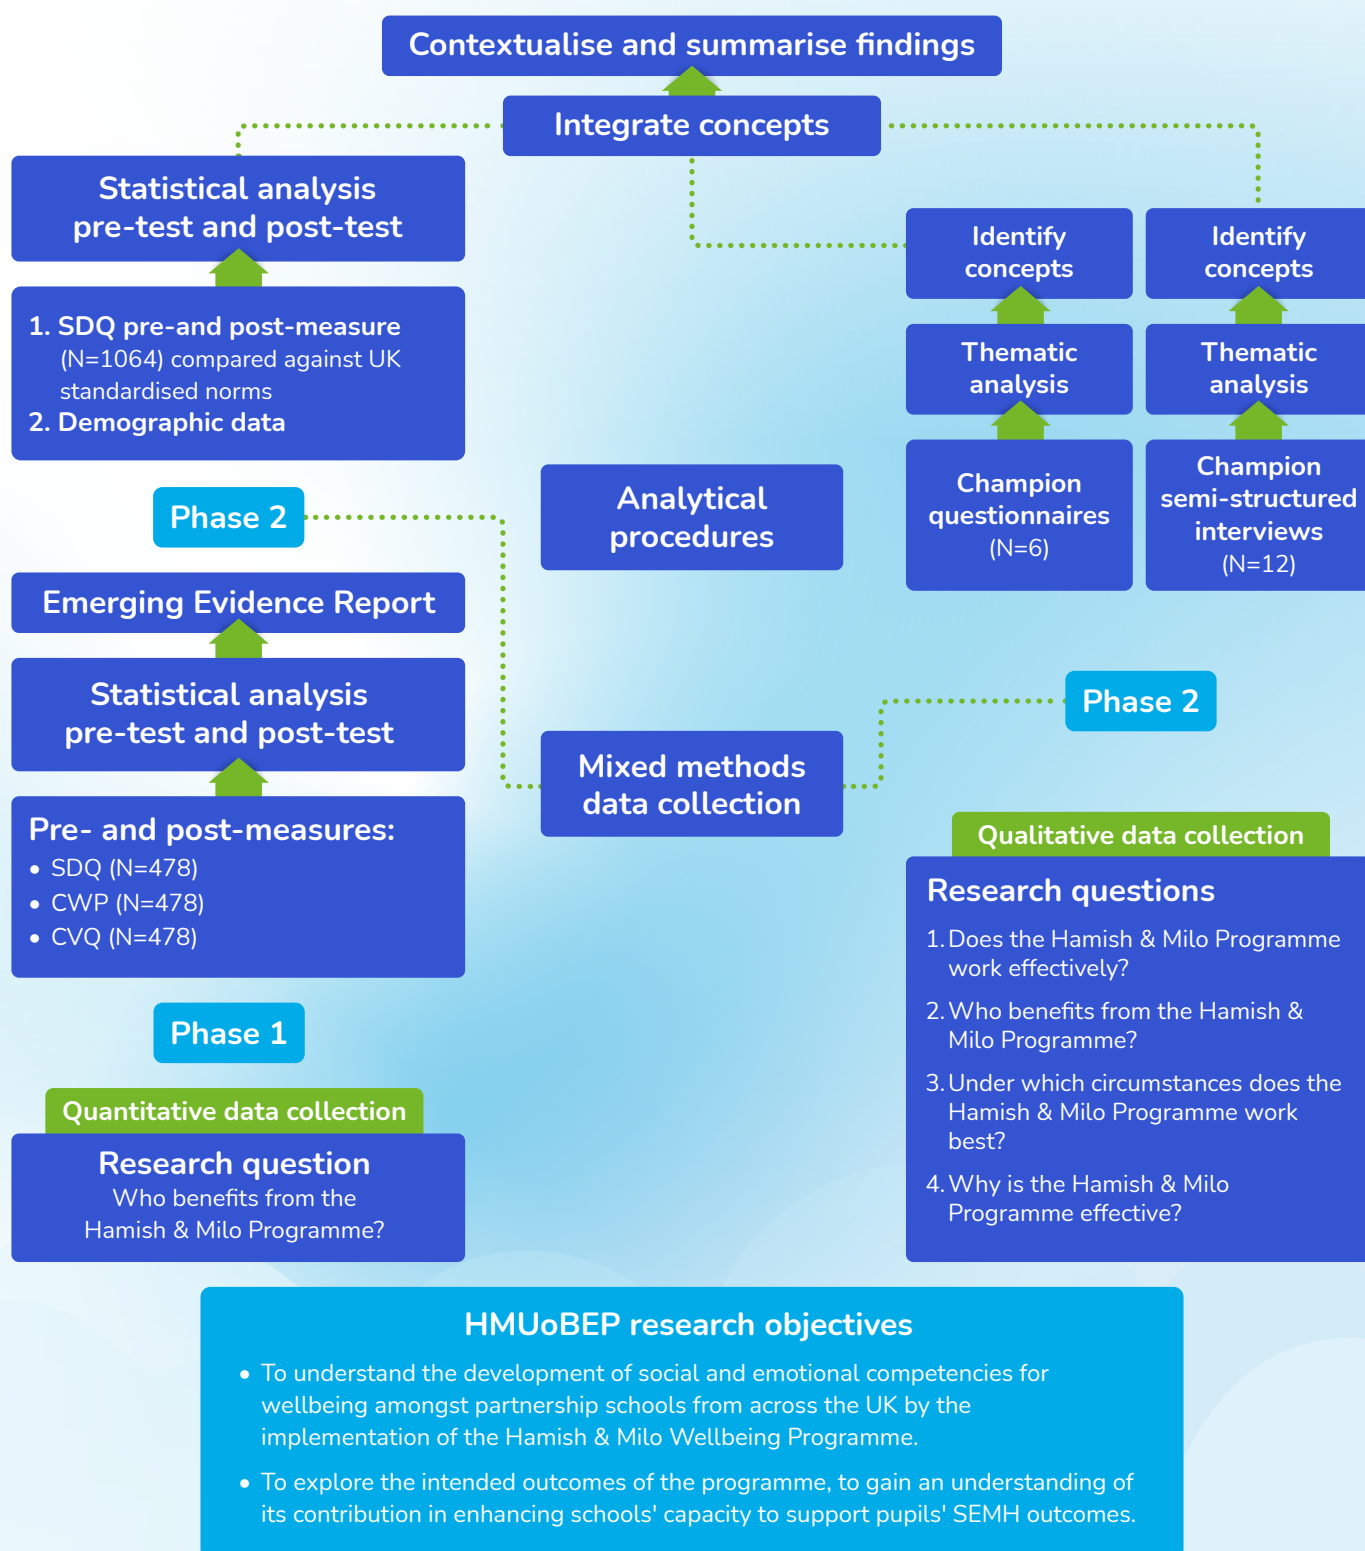 Contextualise and summarise findings
Integrate concepts
Statistical analysis
pre-test and post-test
1. SDQ pre-and post-measure
(N=1064) compared against UK
standardised norms
2. Demographic data
Phase 2
Emerging Evidence Report
Statistical analysis
pre-test and post-test
Pre- and post-measures:
• SDQ (N=478)
• CWP (N=478)
• CVQ (N=478)
Phase 1
Quantitative data collection
Research question
Who benefits from the
Hamish & Milo Programme?
Analytical
procedures
Mixed methods
data collection
Identify
concepts
Thematic
analysis
Champion
questionnaires
(N=6)
Identify
concepts
Thematic
analysis
Champion
semi-structured
interviews
(N=12)
Phase 2
Qualitative data collection
Research questions
1. Does the Hamish & Milo Programme
work effectively?
2. Who benefits from the Hamish &
Milo Programme?
3. Under which circumstances does the
Hamish & Milo Programme work
best?
4. Why is the Hamish & Milo
Programme effective?
HMUoBEP research objectives
• To understand the development of social and emotional competencies for
wellbeing amongst partnership schools from across the UK by the
implementation of the Hamish & Milo Wellbeing Programme.
• To explore the intended outcomes of the programme, to gain an understanding of
its contribution in enhancing schools' capacity to support pupils' SEMH outcomes.